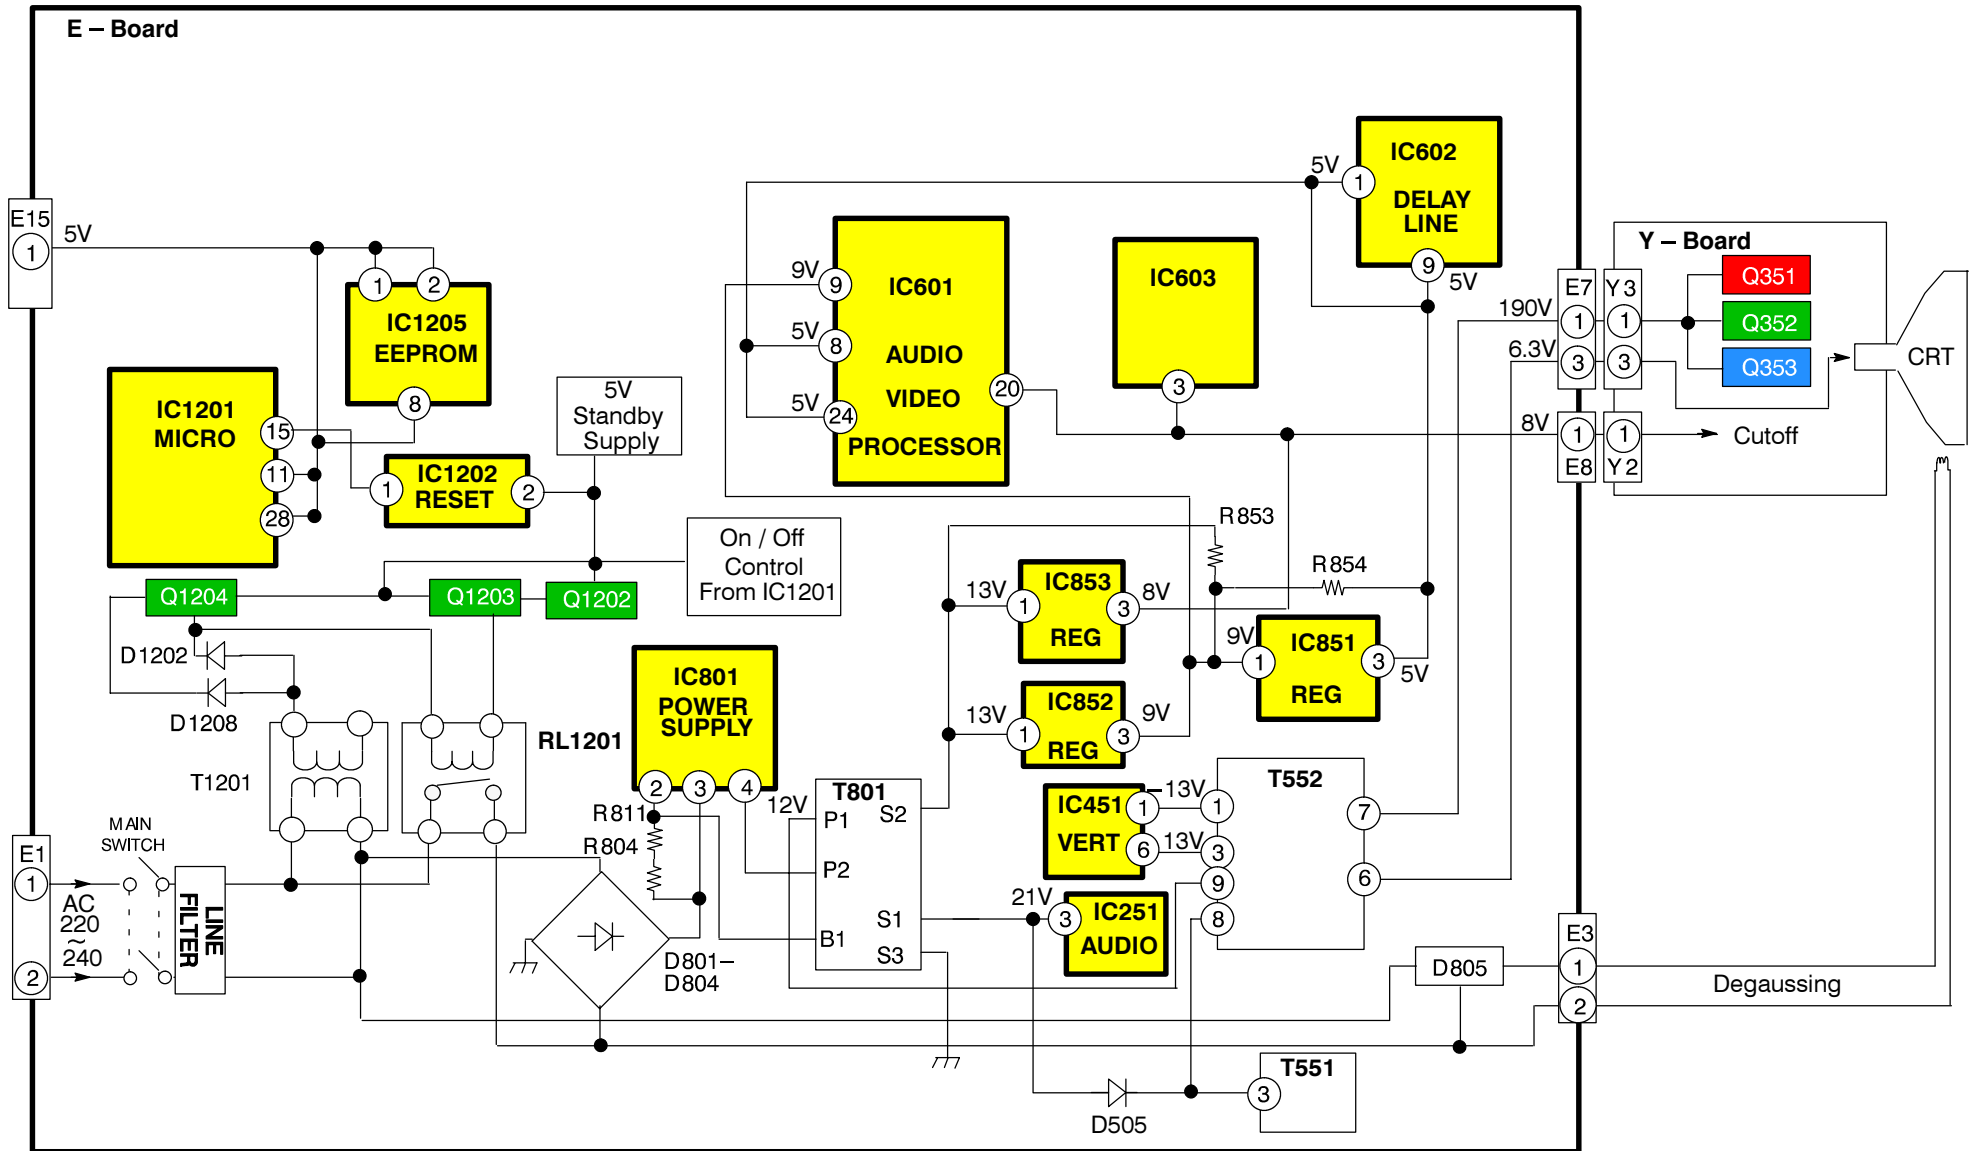 E – Board
E15
1
5V
1
2
IC1205
EEPROM
8
IC1201
MICRO
15
11
28
1
IC1202
RESET
2
5V
Standby
Supply
On / Off
Control
From IC1201
Q1204
Q1203
Q1202
D1202
D1208
T1201
RL1201
MAIN
SWITCH
E1
1
AC
220
~
240
2
LINE
FILTER
IC801
POWER
SUPPLY
2
3
4
R811
R804
D801–
D804
12V
T801
P1
S2
P2
S1
B1
S3
IC601
AUDIO
VIDEO
PROCESSOR
9V
9
5V
8
5V
24
20
IC603
3
IC602
DELAY
LINE
5V
1
9
5V
R853
R854
13V
1
IC853
REG
3
8V
13V
1
IC852
REG
3
9V
9V
1
IC851
REG
3
5V
IC451
VERT
1
–13V
6
13V
21V
3
IC251
AUDIO
T552
1
3
9
8
7
6
D505
3
T551
D805
190V
6.3V
8V
E7
1
3
1
E8
Y3
1
3
1
Y2
Y – Board
Q351
Q352
Q353
CRT
Cutoff
E3
1
2
Degaussing